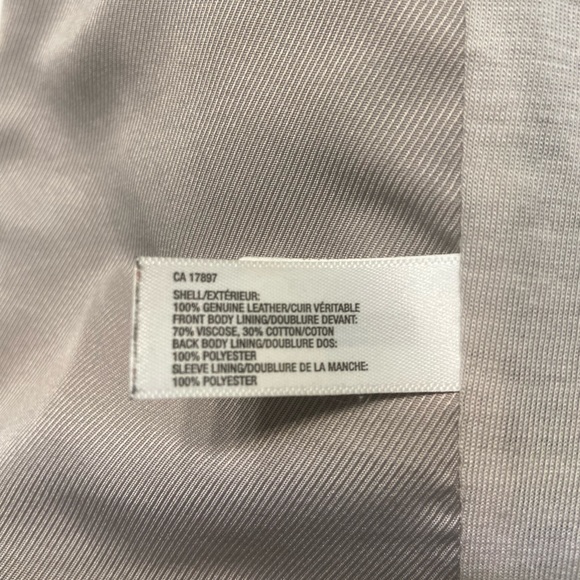 CA 17897
SHELL/EXTÉRIEUR:
100% GENUINE LEATHER/CUIR VÉRITABLE
FRONT BODY LINING/DOUBLURE DEVANT:
70% VISCOSE, 30% COTTON/COTON
BACK BODY LINING/DOUBLURE DOS:
100% POLYESTER
SLEEVE LINING/DOUBLURE DE LA MANCHE:
100% POLYESTER